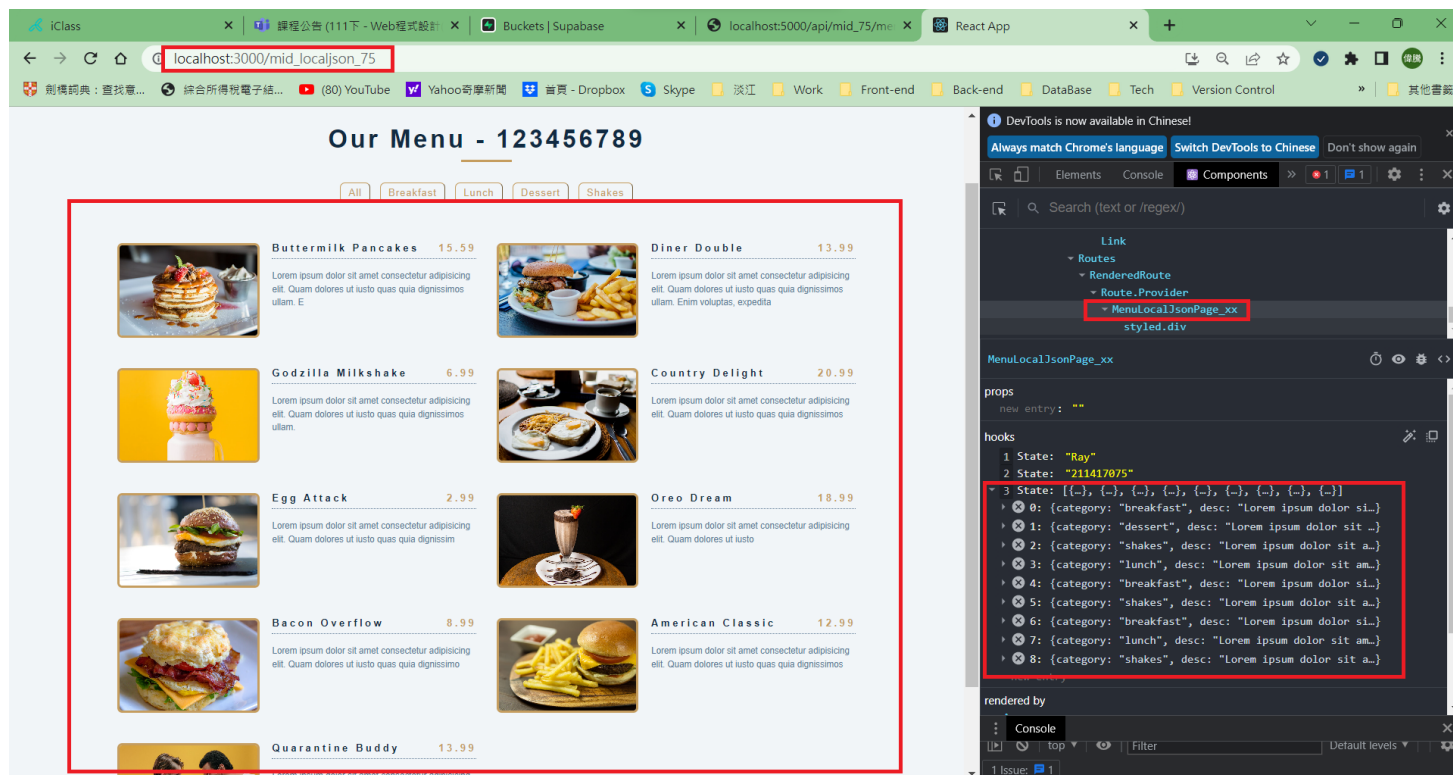 iClass
課程公告 (111下 - Web程式設計
Buckets | Supabase
localhost:5000/api/mid_75/me
React App
localhost:3000/mid_localjson_75
劍橋詞典：查找意...
綜合所得稅電子結...
(80) YouTube
Yahoo奇摩新聞
首頁 - Dropbox
Skype
淡江
Work
Front-end
Back-end
DataBase
Tech
Version Control
»
其他書籤
Our Menu - 123456789
All
Breakfast
Lunch
Dessert
Shakes
Buttermilk Pancakes 15.59
Lorem ipsum dolor sit amet consectetur adipisicing
elit. Quam dolores ut iusto quas quia dignissimos
ullam. E
Diner Double 13.99
Lorem ipsum dolor sit amet consectetur adipisicing
elit. Quam dolores ut iusto quas quia dignissimos
ullam. Enim voluptas, expedita
Godzilla Milkshake 6.99
Lorem ipsum dolor sit amet consectetur adipisicing
elit. Quam dolores ut iusto quas quia dignissimos
ullam.
Country Delight 20.99
Lorem ipsum dolor sit amet consectetur adipisicing
elit. Quam dolores ut iusto quas quia dignissimos
Egg Attack 2.99
Lorem ipsum dolor sit amet consectetur adipisicing
elit. Quam dolores ut iusto quas quia dignissim
Oreo Dream 18.99
Lorem ipsum dolor sit amet consectetur adipisicing
elit. Quam dolores ut iusto
Bacon Overflow 8.99
Lorem ipsum dolor sit amet consectetur adipisicing
elit. Quam dolores ut iusto quas quia dignissimo
American Classic 12.99
Lorem ipsum dolor sit amet consectetur adipisicing
elit. Quam dolores ut iusto quas quia dignissimos
Quarantine Buddy 13.99
DevTools is now available in Chinese!
Always match Chrome's language
Switch DevTools to Chinese
Don't show again
Elements
Console
Components
»
1
1
Search (text or /regex/)
Link
Routes
RenderedRoute
Route.Provider
MenuLocalJsonPage_xx
styled.div
MenuLocalJsonPage_xx
props
new entry: ""
hooks
1 State: "Ray"
2 State: "211417075"
3 State: [{…}, {…}, {…}, {…}, {…}, {…}, {…}, {…}, {…}]
0: {category: "breakfast", desc: "Lorem ipsum dolor si…}
1: {category: "dessert", desc: "Lorem ipsum dolor sit …}
2: {category: "shakes", desc: "Lorem ipsum dolor sit a…}
3: {category: "lunch", desc: "Lorem ipsum dolor sit am…}
4: {category: "breakfast", desc: "Lorem ipsum dolor si…}
5: {category: "shakes", desc: "Lorem ipsum dolor sit a…}
6: {category: "breakfast", desc: "Lorem ipsum dolor si…}
7: {category: "lunch", desc: "Lorem ipsum dolor sit am…}
8: {category: "shakes", desc: "Lorem ipsum dolor sit a…}
new entry
rendered by
Console
top
Filter
Default levels
1 Issue: 1